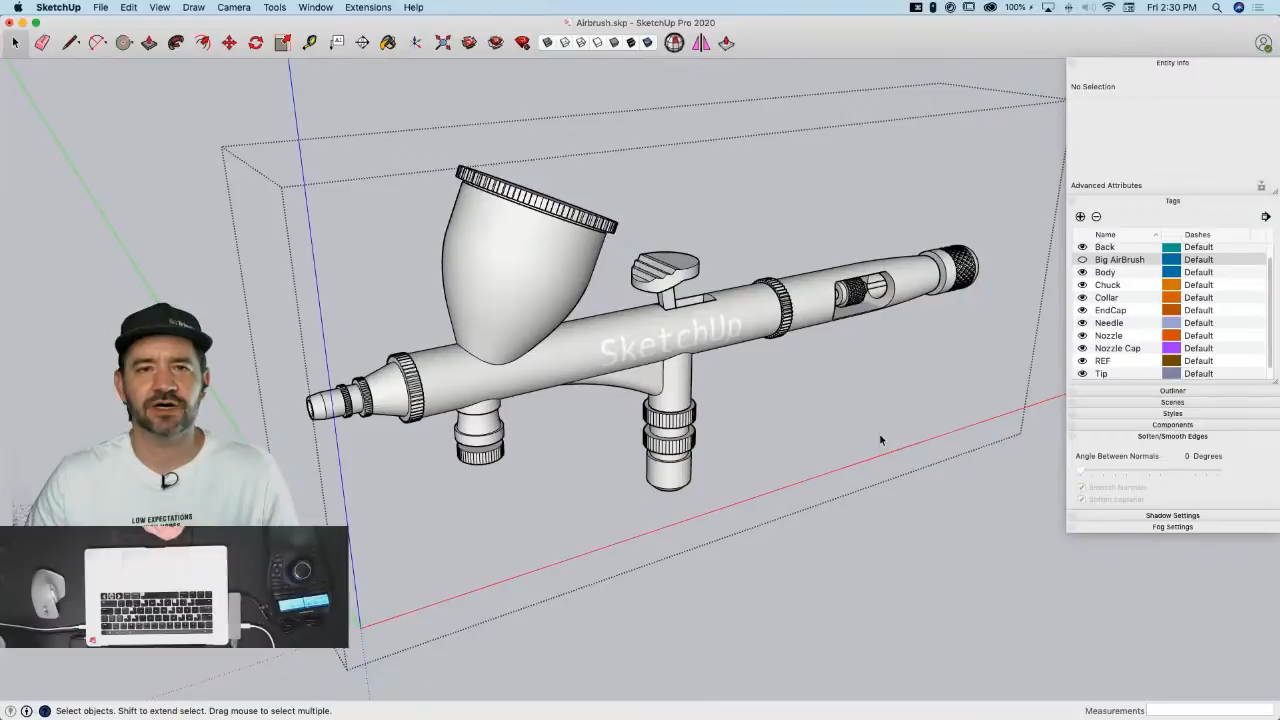 SketchUp File Edit View Draw Camera Tools Window Extensions Help 100% Fri 2:30 PM
Airbrush.skp - SketchUp Pro 2020
Entity Info
No Selection
Advanced Attributes
Tags
Name Dashes
Back Default
Big AirBrush Default
Body Default
Chuck Default
Collar Default
EndCap Default
Needle Default
Nozzle Default
Nozzle Cap Default
REF Default
Tip Default
Outliner
Scenes
Styles
Components
Soften/Smooth Edges
Angle Between Normals 0 Degrees
Smooth Normals
Soften Coplanar
Shadow Settings
Fog Settings
SketchUp
LOW EXPECTATIONS
Select objects. Shift to extend select. Drag mouse to select multiple.
Measurements